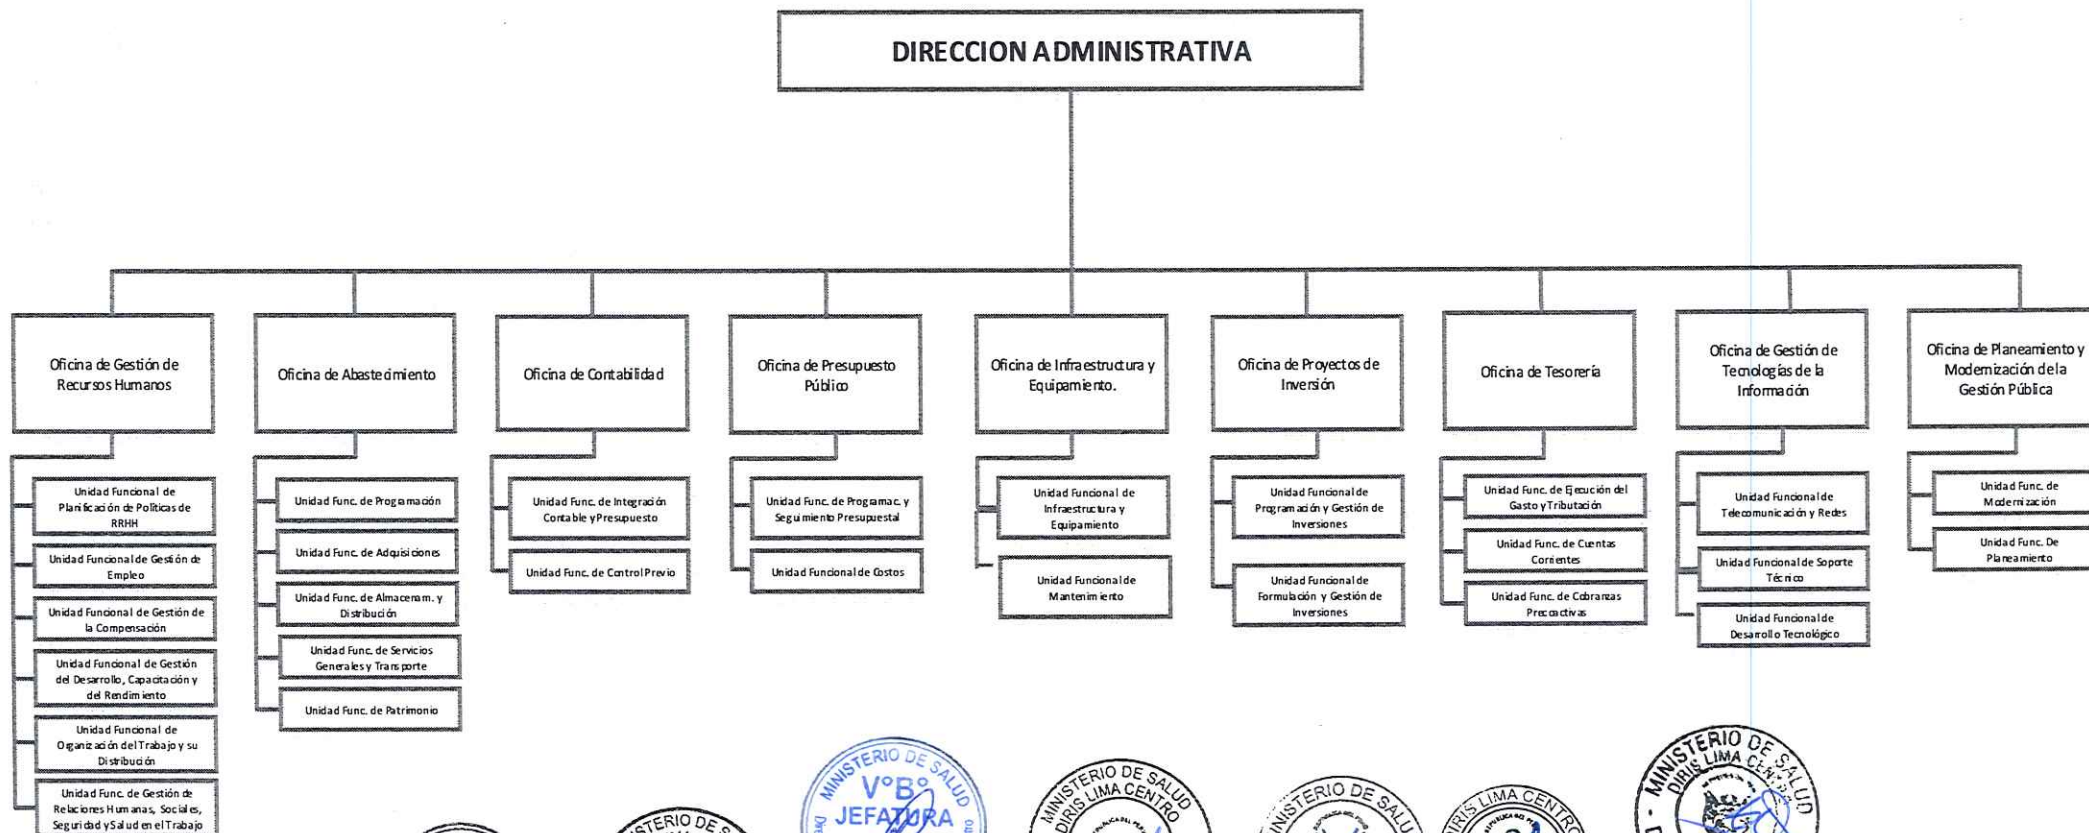 DIRECCION ADMINISTRATIVA
Oficina de Gestión de
Recursos Humanos
Unidad Funcional de
Planificación de Políticas de
RRHH
Unidad Funcional de Gestión de
Empleo
Unidad Funcional de Gestión de
la Compensación
Unidad Funcional de Gestión
del Desarrollo, Capacitación y
del Rendimiento
Unidad Funcional de
Organización del Trabajo y su
Distribución
Unidad Func. de Gestión de
Relaciones Humanas, Sociales,
Seguridad y Salud en el Trabajo
Oficina de Abastecimiento
Unidad Func. de Programación
Unidad Func. de Adquisiciones
Unidad Func. de Almacenam. y
Distribución
Unidad Func. de Servicios
Generales y Transporte
Unidad Func. de Patrimonio
Oficina de Contabilidad
Unidad Func. de Integración
Contable y Presupuesto
Unidad Func. de Control Previo
Oficina de Presupuesto
Público
Unidad Func. de Programac. y
Seguimiento Presupuestal
Unidad Funcional de Costos
Oficina de Infraestructura y
Equipamiento.
Unidad Funcional de
Infraestructura y
Equipamiento
Unidad Funcional de
Mantenimiento
Oficina de Proyectos de
Inversión
Unidad Funcional de
Programación y Gestión de
Inversiones
Unidad Funcional de
Formulación y Gestión de
Inversiones
Oficina de Tesorería
Unidad Func. de Ejecución del
Gasto y Tributación
Unidad Func. de Cuentas
Corrientes
Unidad Func. de Cobranzas
Precoactivas
Oficina de Gestión de
Tecnologías de la
Información
Unidad Funcional de
Telecomunicación y Redes
Unidad Funcional de Soporte
Técnico
Unidad Funcional de
Desarrollo Tecnológico
Oficina de Planeamiento y
Modernización de la
Gestión Pública
Unidad Func. de
Modernización
Unidad Func. De
Planeamiento
MINISTERIO DE SALUD
V°B°
JEFATURA
MINISTERIO DE SALUD
DIRIS LIMA CENTRO
DIRIS LIMA CENTRO
MINISTERIO DE SALUD
DIRIS LIMA CENTRO